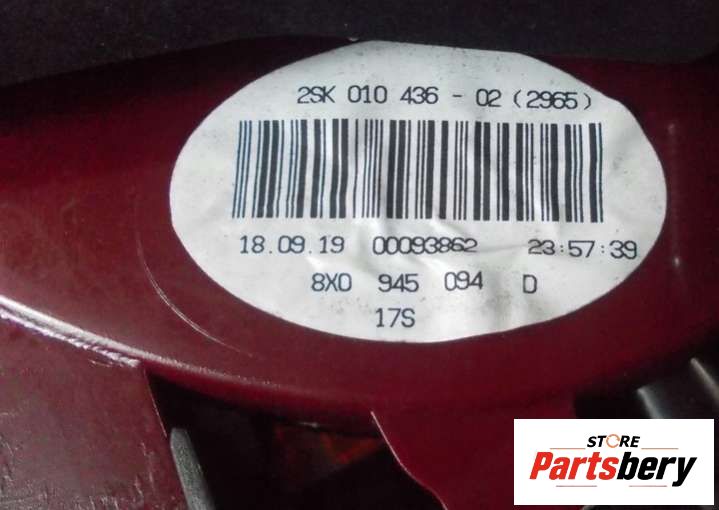 2SK 010 436 - 02 (2965)
18.09.19 00093862 23:57:39
8X0 945 094 D
17S
STORE
Partsbery